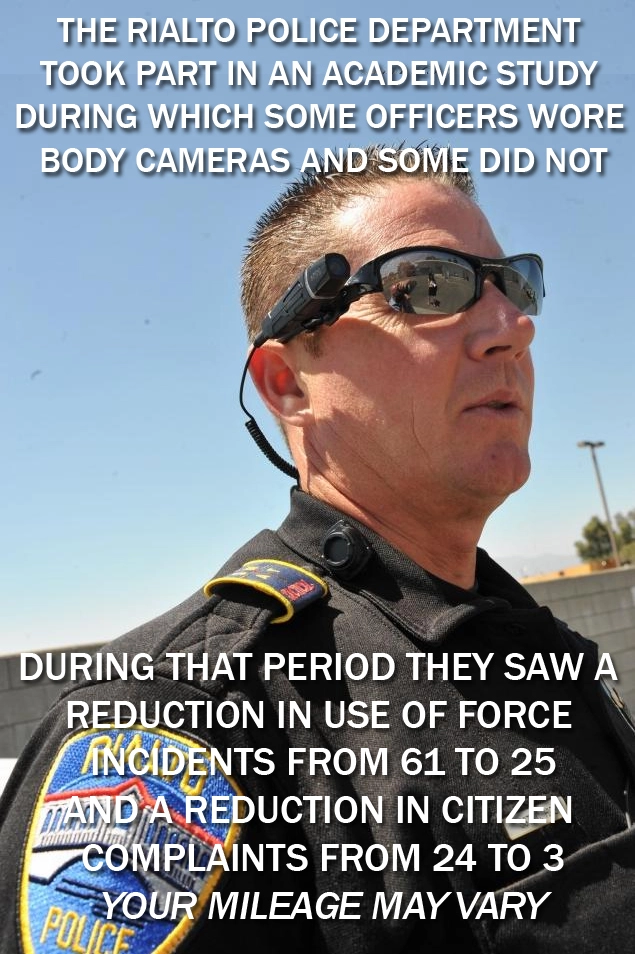 THE RIALTO POLICE DEPARTMENT
TOOK PART IN AN ACADEMIC STUDY
DURING WHICH SOME OFFICERS WORE
BODY CAMERAS AND SOME DID NOT
DURING THAT PERIOD THEY SAW A
REDUCTION IN USE OF FORCE
INCIDENTS FROM 61 TO 25
AND A REDUCTION IN CITIZEN
COMPLAINTS FROM 24 TO 3
YOUR MILEAGE MAY VARY
RIALTO
POLICE